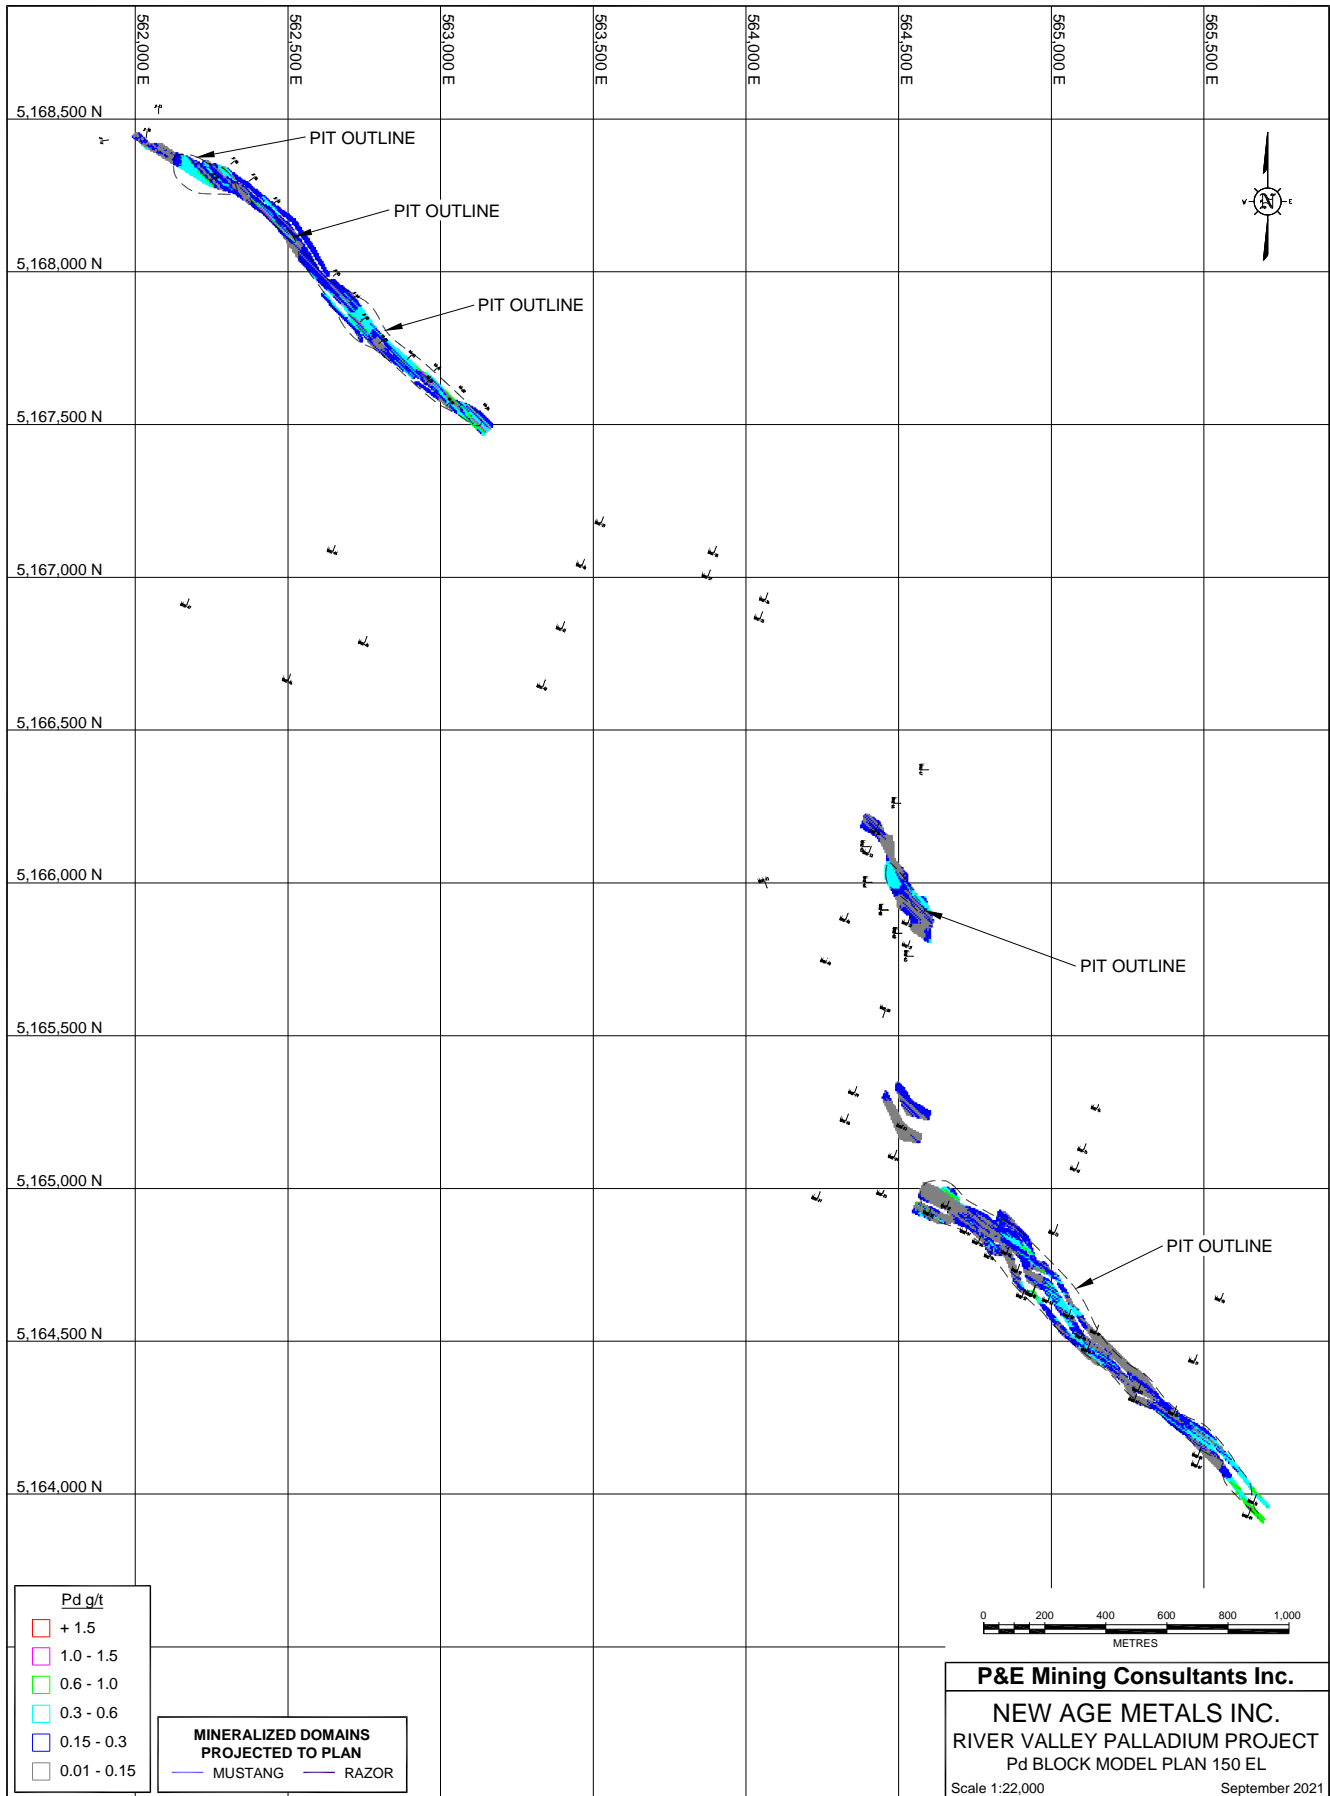 562,000 E
562,500 E
563,000 E
563,500 E
564,000 E
564,500 E
565,000 E
565,500 E
5,168,500 N
PIT OUTLINE
N
W
E
PIT OUTLINE
5,168,000 N
PIT OUTLINE
5,167,500 N
5,167,000 N
5,166,500 N
5,166,000 N
PIT OUTLINE
5,165,500 N
5,165,000 N
PIT OUTLINE
5,164,500 N
5,164,000 N
Pd g/t
+ 1.5
1.0 - 1.5
0.6 - 1.0
0.3 - 0.6
0.15 - 0.3
0.01 - 0.15
MINERALIZED DOMAINS
PROJECTED TO PLAN
MUSTANG RAZOR
0 200 400 600 800 1,000
METRES
P&E Mining Consultants Inc.
NEW AGE METALS INC.
RIVER VALLEY PALLADIUM PROJECT
Pd BLOCK MODEL PLAN 150 EL
Scale 1:22,000 September 2021